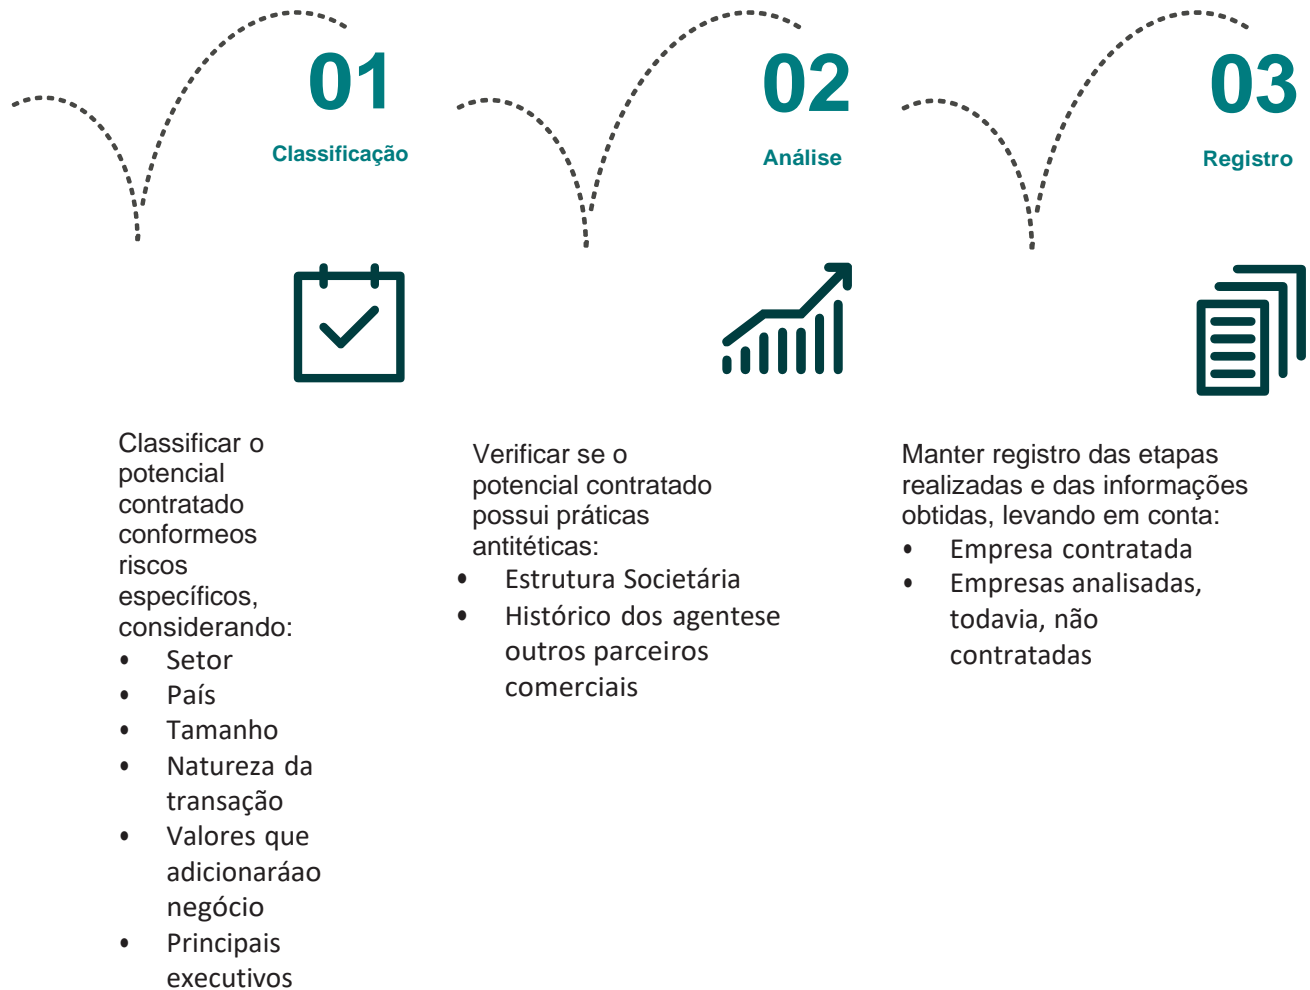 01
Classificação
Classificar o
potencial
contratado
conformeos
riscos
específicos,
considerando:
• Setor
• País
• Tamanho
• Natureza da
transação
• Valores que
adicionaráao
negócio
• Principais
executivos
02
Análise
Verificar se o
potencial contratado
possui práticas
antitéticas:
• Estrutura Societária
• Histórico dos agentese
outros parceiros
comerciais
03
Registro
Manter registro das etapas
realizadas e das informações
obtidas, levando em conta:
• Empresa contratada
• Empresas analisadas,
todavia, não
contratadas